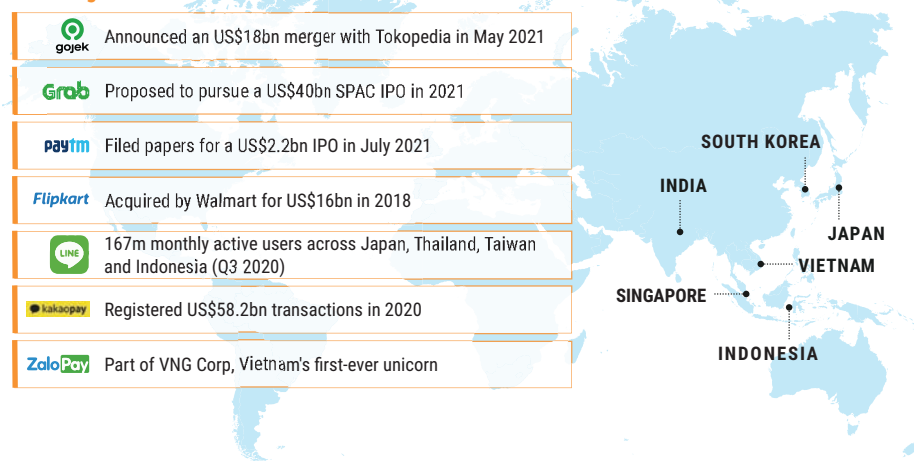 gojek
Announced an US$18bn merger with Tokopedia in May 2021
Grab
Proposed to pursue a US$40bn SPAC IPO in 2021
paytm
Filed papers for a US$2.2bn IPO in July 2021
Flipkart
Acquired by Walmart for US$16bn in 2018
LINE
167m monthly active users across Japan, Thailand, Taiwan
and Indonesia (Q3 2020)
kakaopay
Registered US$58.2bn transactions in 2020
ZaloPay
Part of VNG Corp, Vietnam's first-ever unicorn
SOUTH KOREA
INDIA
JAPAN
VIETNAM
SINGAPORE
INDONESIA